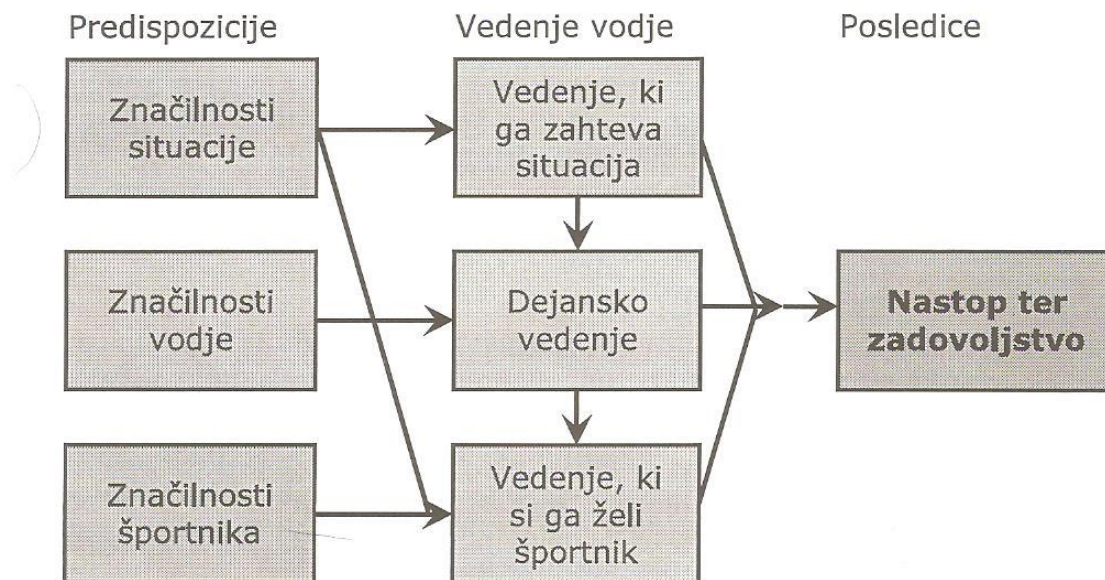 Predispozicije
Vedenje vodje
Posledice
Značilnosti
situacije
Vedenje, ki
ga zahteva
situacija
Značilnosti
vodje
Dejansko
vedenje
Nastop ter
zadovoljstvo
Značilnosti
športnika
Vedenje, ki
si ga želi
športnik